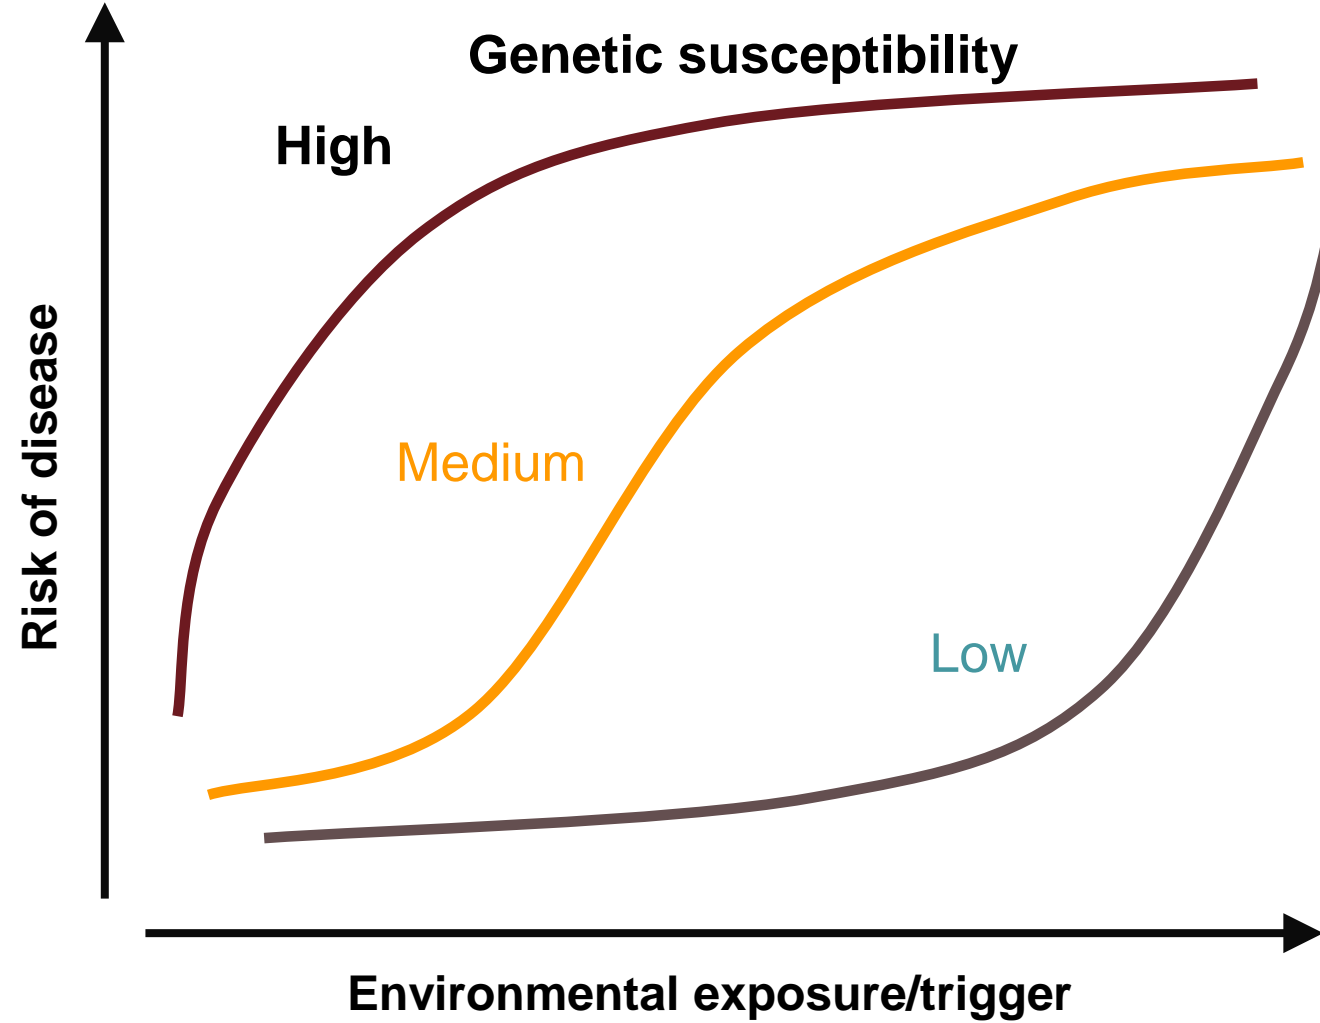 Genetic susceptibility
High
Medium
Low
Risk of disease
Environmental exposure/trigger